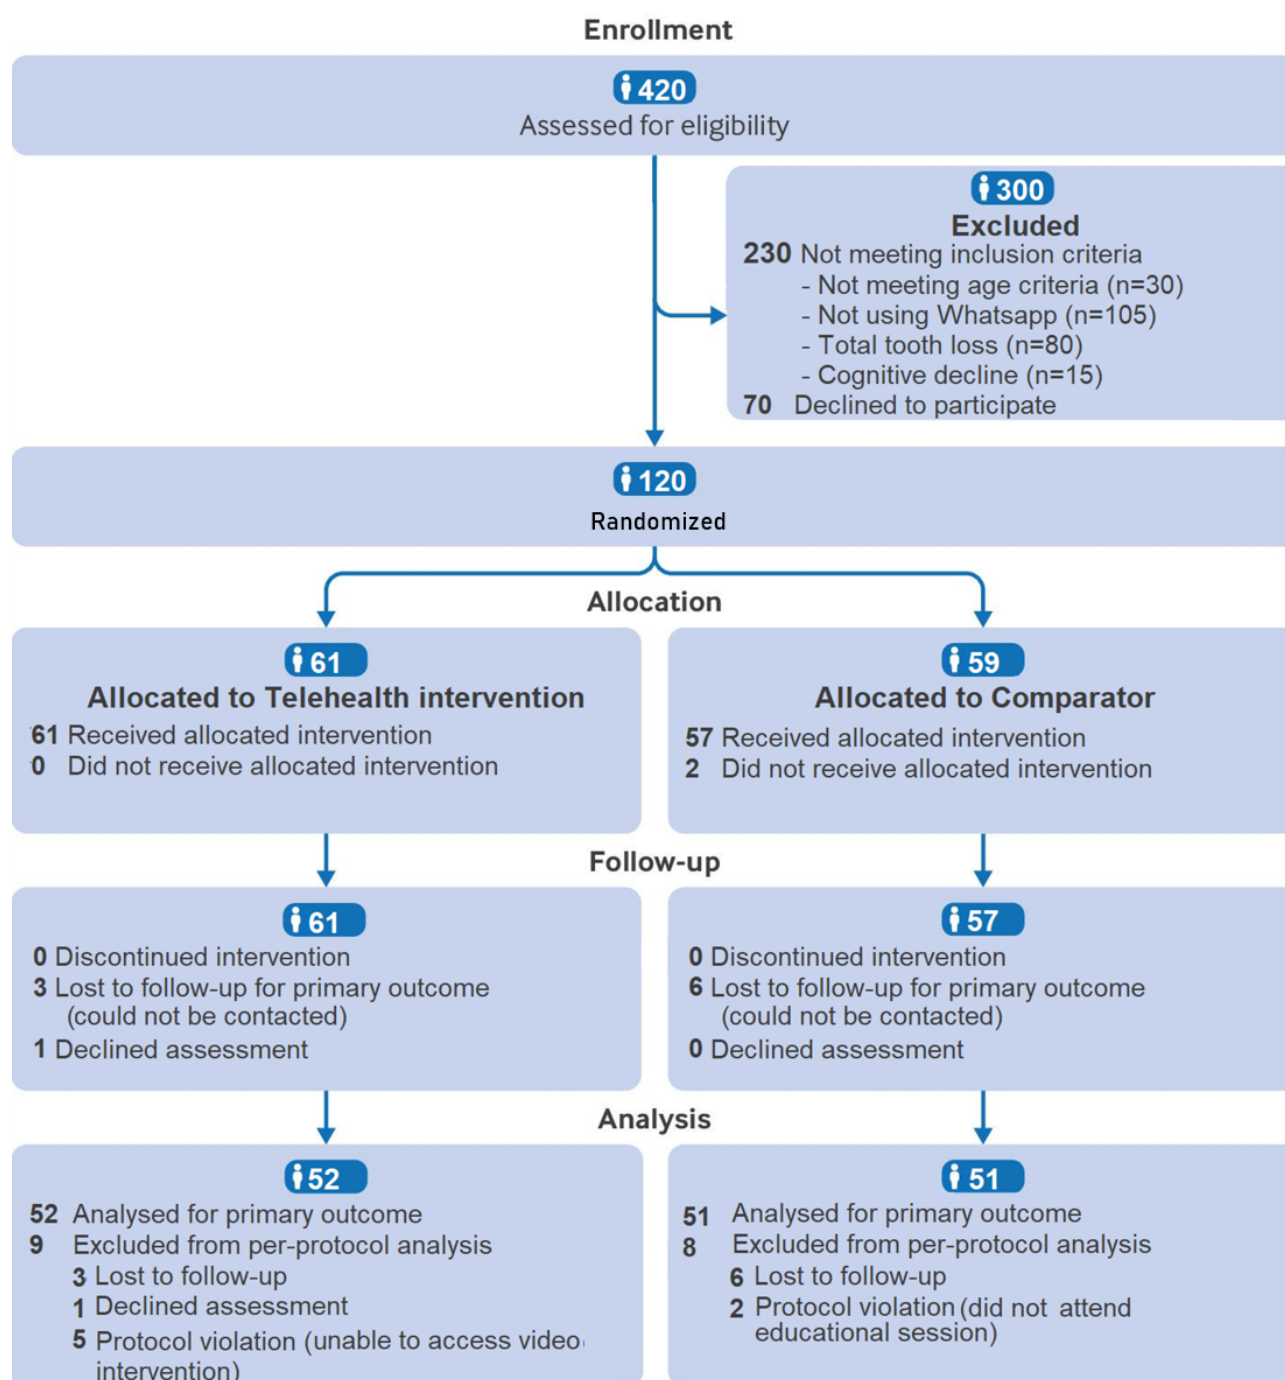 Enrollment
420
Assessed for eligibility
300
Excluded
230 Not meeting inclusion criteria
- Not meeting age criteria (n=30)
- Not using Whatsapp (n=105)
- Total tooth loss (n=80)
- Cognitive decline (n=15)
70 Declined to participate
120
Randomized
Allocation
61
Allocated to Telehealth intervention
61 Received allocated intervention
0 Did not receive allocated intervention
59
Allocated to Comparator
57 Received allocated intervention
2 Did not receive allocated intervention
Follow-up
61
0 Discontinued intervention
3 Lost to follow-up for primary outcome
(could not be contacted)
1 Declined assessment
57
0 Discontinued intervention
6 Lost to follow-up for primary outcome
(could not be contacted)
0 Declined assessment
Analysis
52
52 Analysed for primary outcome
9 Excluded from per-protocol analysis
3 Lost to follow-up
1 Declined assessment
5 Protocol violation (unable to access video
intervention)
51
51 Analysed for primary outcome
8 Excluded from per-protocol analysis
6 Lost to follow-up
2 Protocol violation (did not attend
educational session)